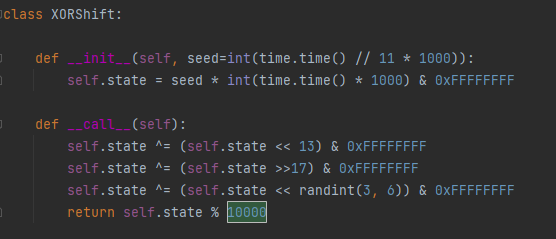 class XORShift:
def __init__(self, seed=int(time.time() // 11 * 1000)):
self.state = seed * int(time.time() * 1000) & 0xFFFFFFFF
def __call__(self):
self.state ^= (self.state << 13) & 0xFFFFFFFF
self.state ^= (self.state >>17) & 0xFFFFFFFF
self.state ^= (self.state << randint(3, 6)) & 0xFFFFFFFF
return self.state % 10000